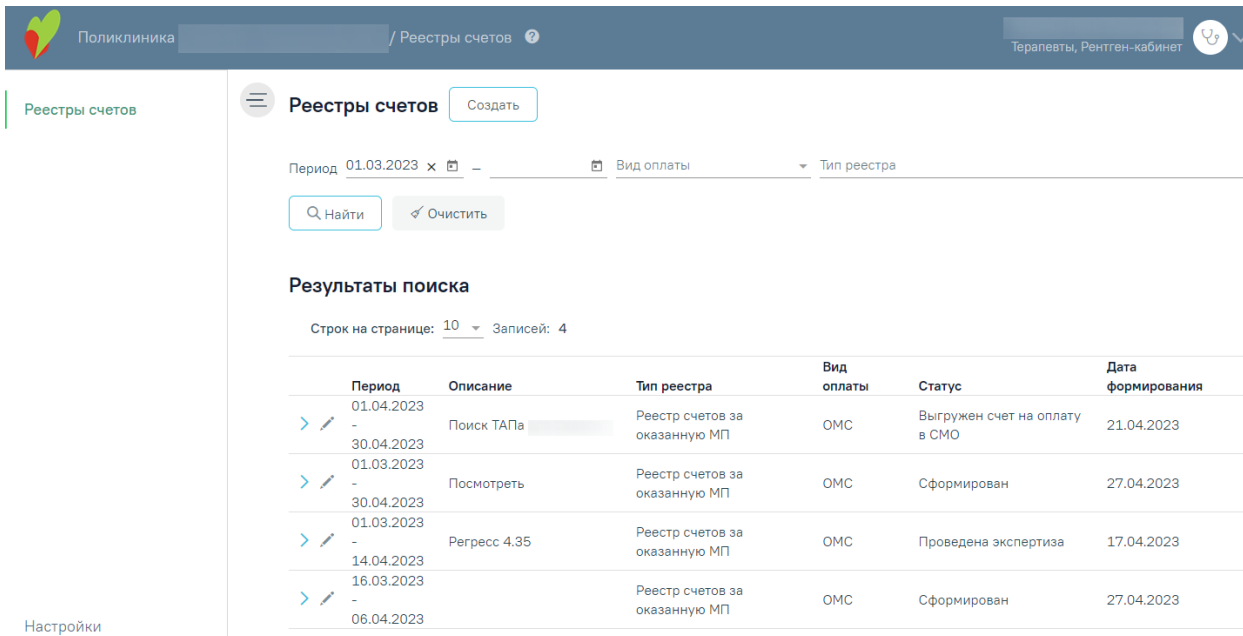 Поликлиника / Реестры счетов ?
Терапевты, Рентген-кабинет
Реестры счетов
Реестры счетов Создать
Период 01.03.2023 – Вид оплаты Тип реестра
Найти Очистить
Результаты поиска
Строк на странице: 10 Записей: 4
Период Описание Тип реестра Вид оплаты Статус Дата формирования
01.04.2023 - 30.04.2023 Поиск ТАПа Реестр счетов за оказанную МП ОМС Выгружен счет на оплату в СМО 21.04.2023
01.03.2023 - 30.04.2023 Посмотреть Реестр счетов за оказанную МП ОМС Сформирован 27.04.2023
01.03.2023 - 14.04.2023 Регресс 4.35 Реестр счетов за оказанную МП ОМС Проведена экспертиза 17.04.2023
16.03.2023 - 06.04.2023 Реестр счетов за оказанную МП ОМС Сформирован 27.04.2023
Настройки